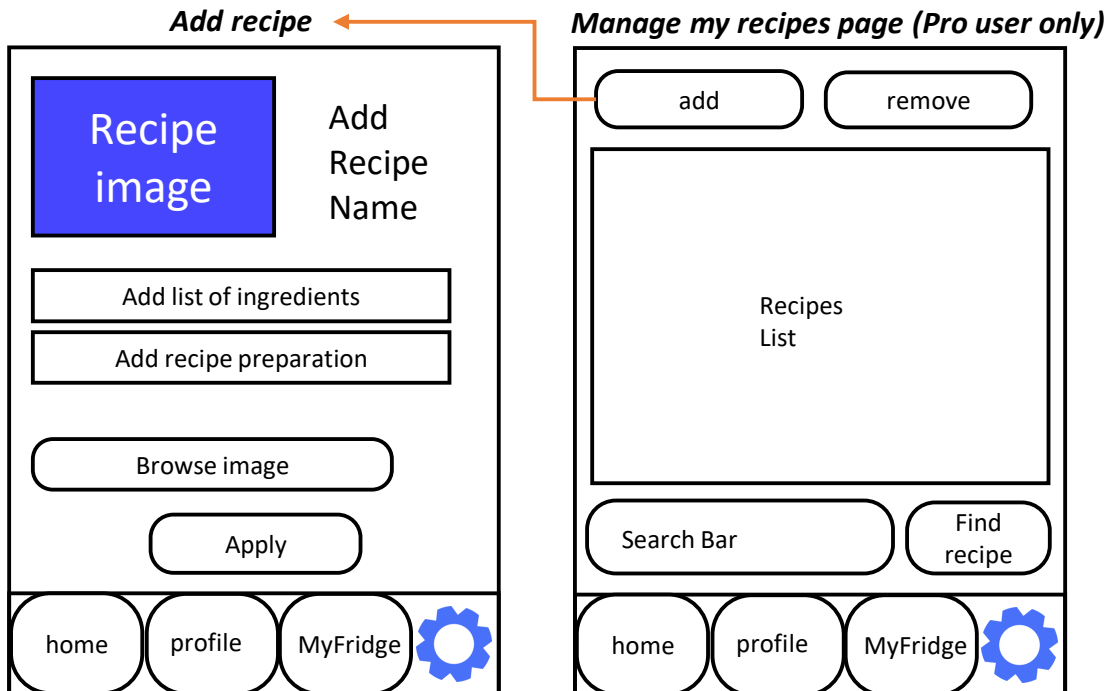 Add recipe
Recipe
image
Add
Recipe
Name
Add list of ingredients
Add recipe preparation
Browse image
Apply
home
profile
MyFridge
Manage my recipes page (Pro user only)
add
remove
Recipes
List
Search Bar
Find
recipe
home
profile
MyFridge